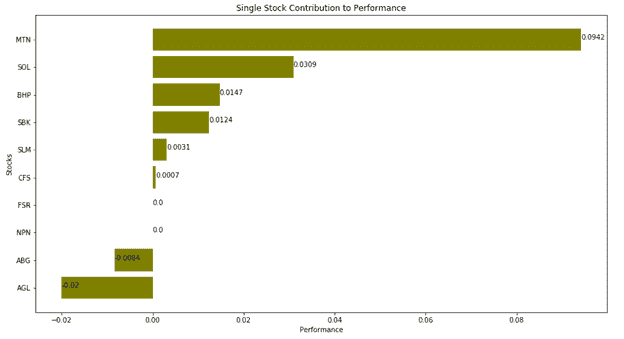 Single Stock Contribution to Performance
MTN 0.0942
SOL 0.0309
BHP 0.0147
SBK 0.0124
SLM 0.0031
CFS 0.0007
FSR 0.0
NPN 0.0
ABG -0.0084
AGL -0.02
Stocks
−0.02 0.00 0.02 0.04 0.06 0.08
Performance